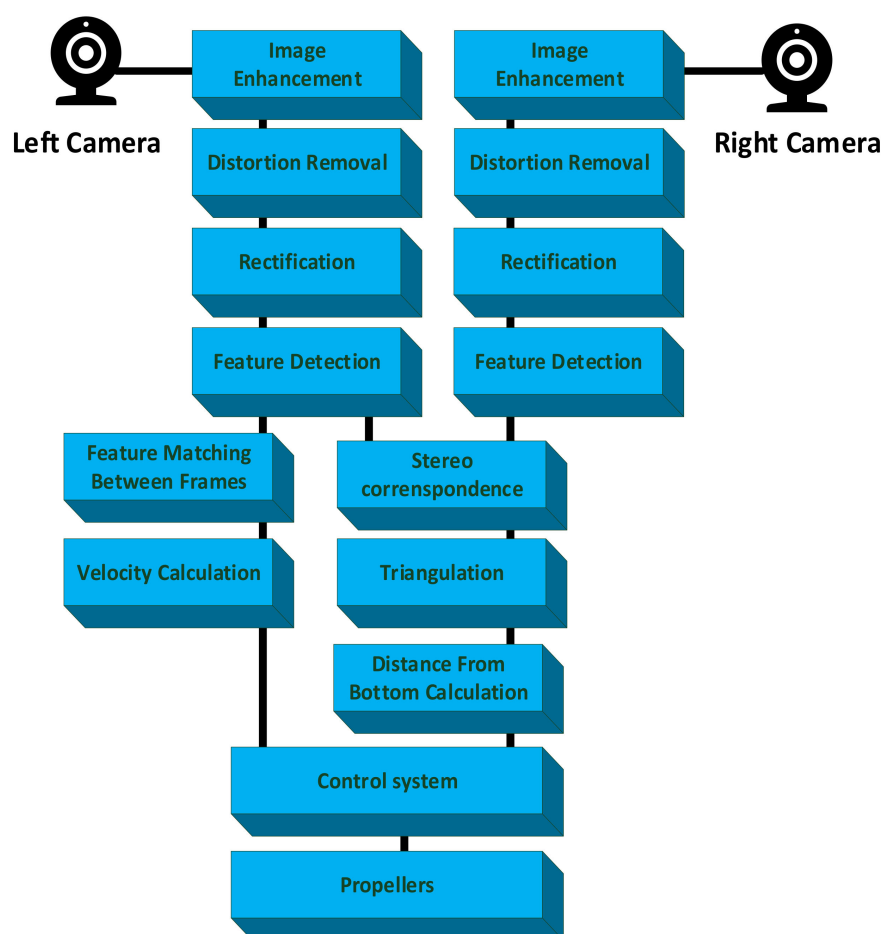 Image
Enhancement
Image
Enhancement
Left Camera
Right Camera
Distortion Removal
Distortion Removal
Rectification
Rectification
Feature Detection
Feature Detection
Feature Matching
Between Frames
Stereo
correnspondence
Velocity Calculation
Triangulation
Distance From
Bottom Calculation
Control system
Propellers